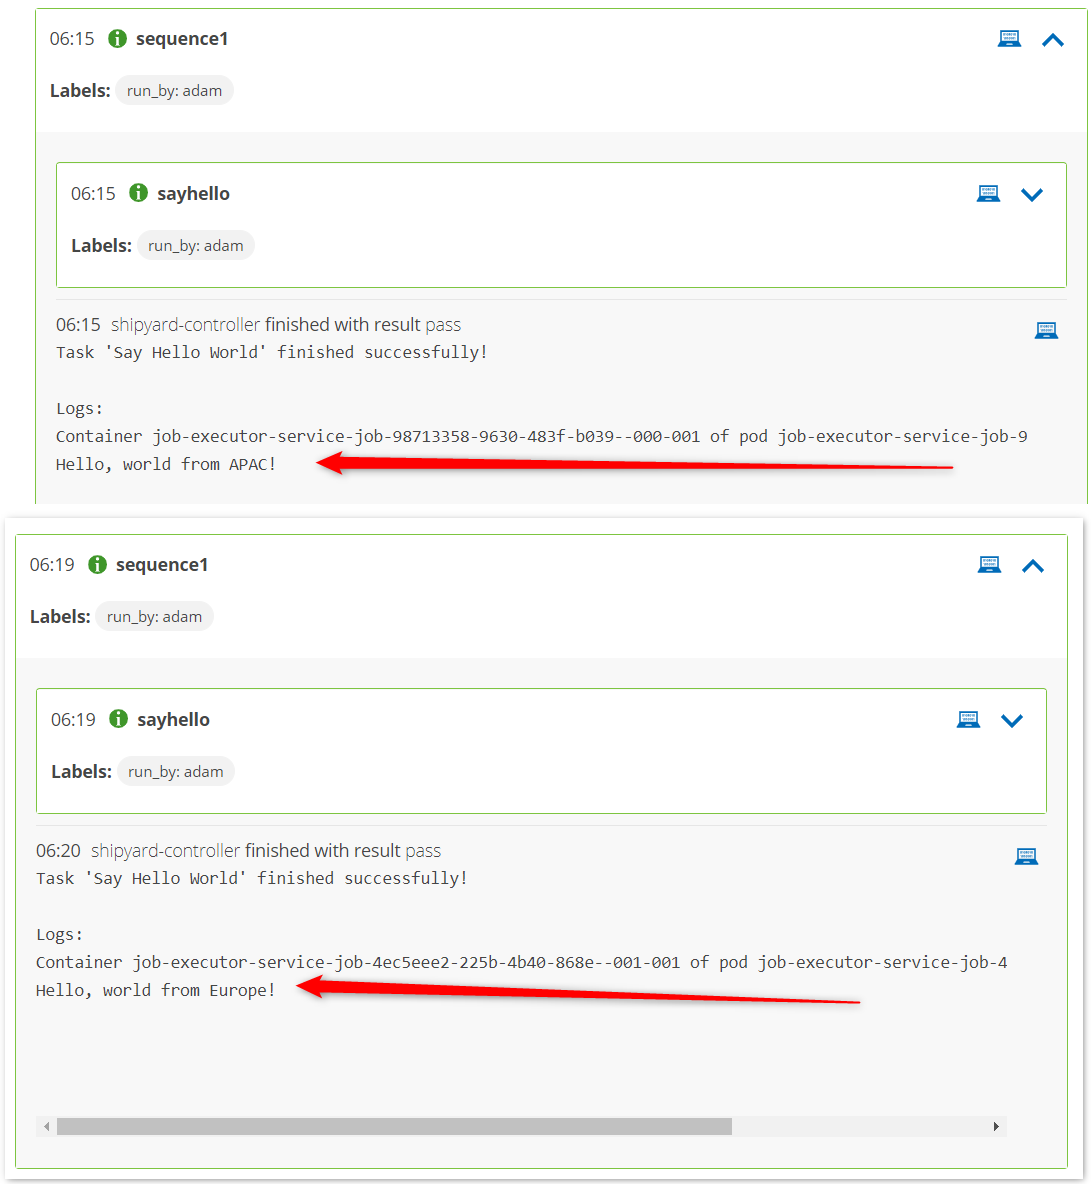 06:15 sequence1
Labels: run_by: adam
06:15 sayhello
Labels: run_by: adam
06:15 shipyard-controller finished with result pass
Task 'Say Hello World' finished successfully!
Logs:
Container job-executor-service-job-98713358-9630-483f-b039--000-001 of pod job-executor-service-job-9
Hello, world from APAC!
06:19 sequence1
Labels: run_by: adam
06:19 sayhello
Labels: run_by: adam
06:20 shipyard-controller finished with result pass
Task 'Say Hello World' finished successfully!
Logs:
Container job-executor-service-job-4ec5eee2-225b-4b40-868e--001-001 of pod job-executor-service-job-4
Hello, world from Europe!